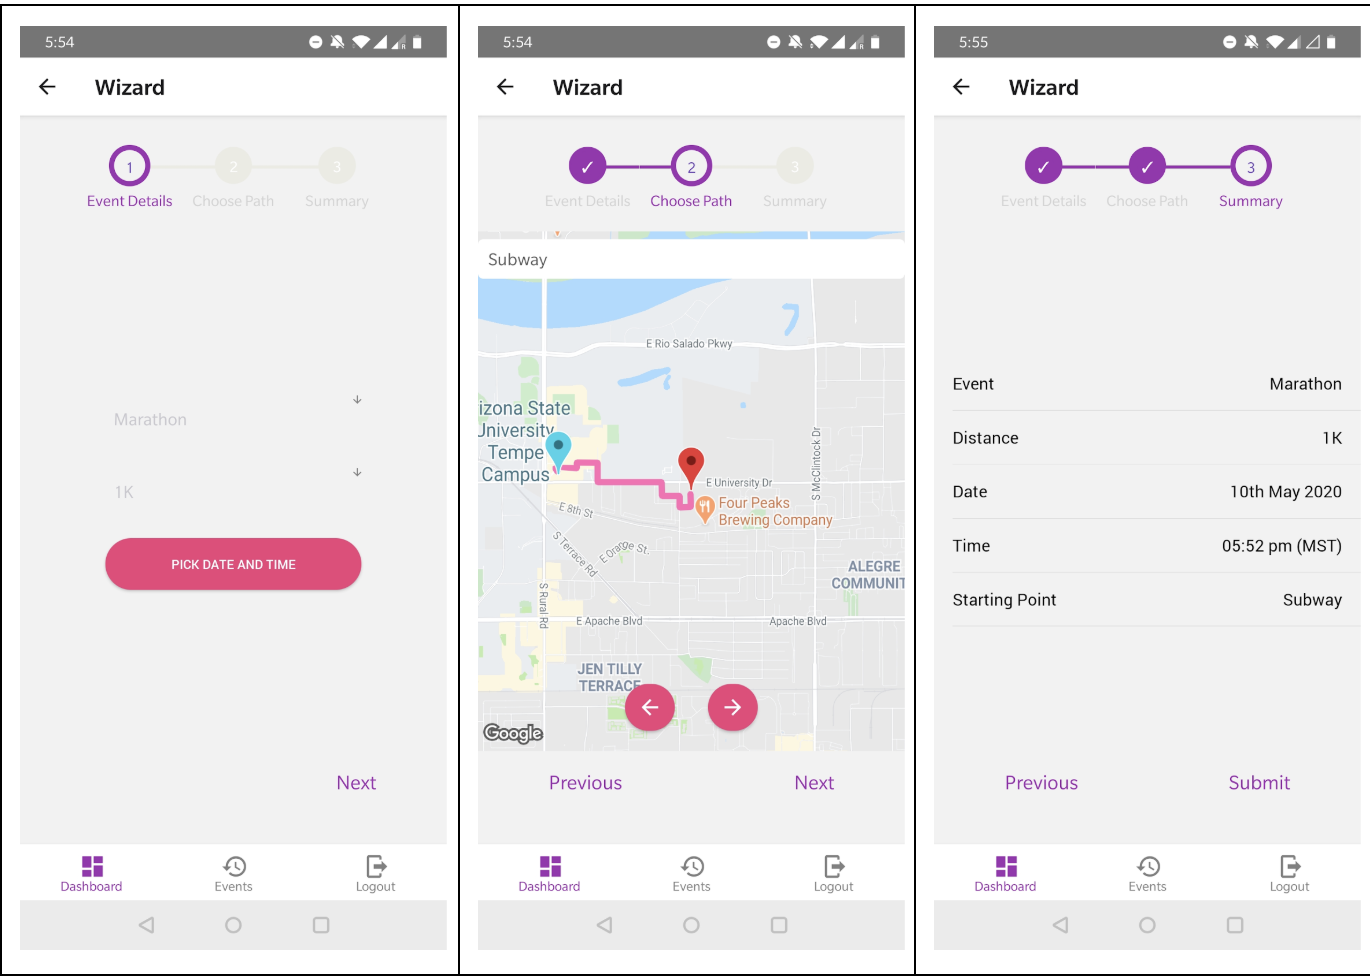 5:54
Wizard
1
2
3
Event Details
Choose Path
Summary
Marathon
1K
PICK DATE AND TIME
Next
Dashboard
Events
Logout
5:54
R
Wizard
2
3
Event Details
Choose Path
Summary
Subway
E Rio Salado Pkwy
izona State
University
Tempe
Campus
S McClintock Dr
E University Dr
Four Peaks
Brewing Company
E 8th St
S Terrace Rd
E Orange St.
ALEGRE
COMMUNIT
S Rural Rd
E Apache Blvd
Apache Blvd
JEN TILLY
TERRACE
Google
Previous
Next
Dashboard
Events
Logout
5:55
Wizard
3
Event Details
Choose Path
Summary
Event
Marathon
Distance
1K
Date
10th May 2020
Time
05:52 pm (MST)
Starting Point
Subway
Previous
Submit
Dashboard
Events
Logout